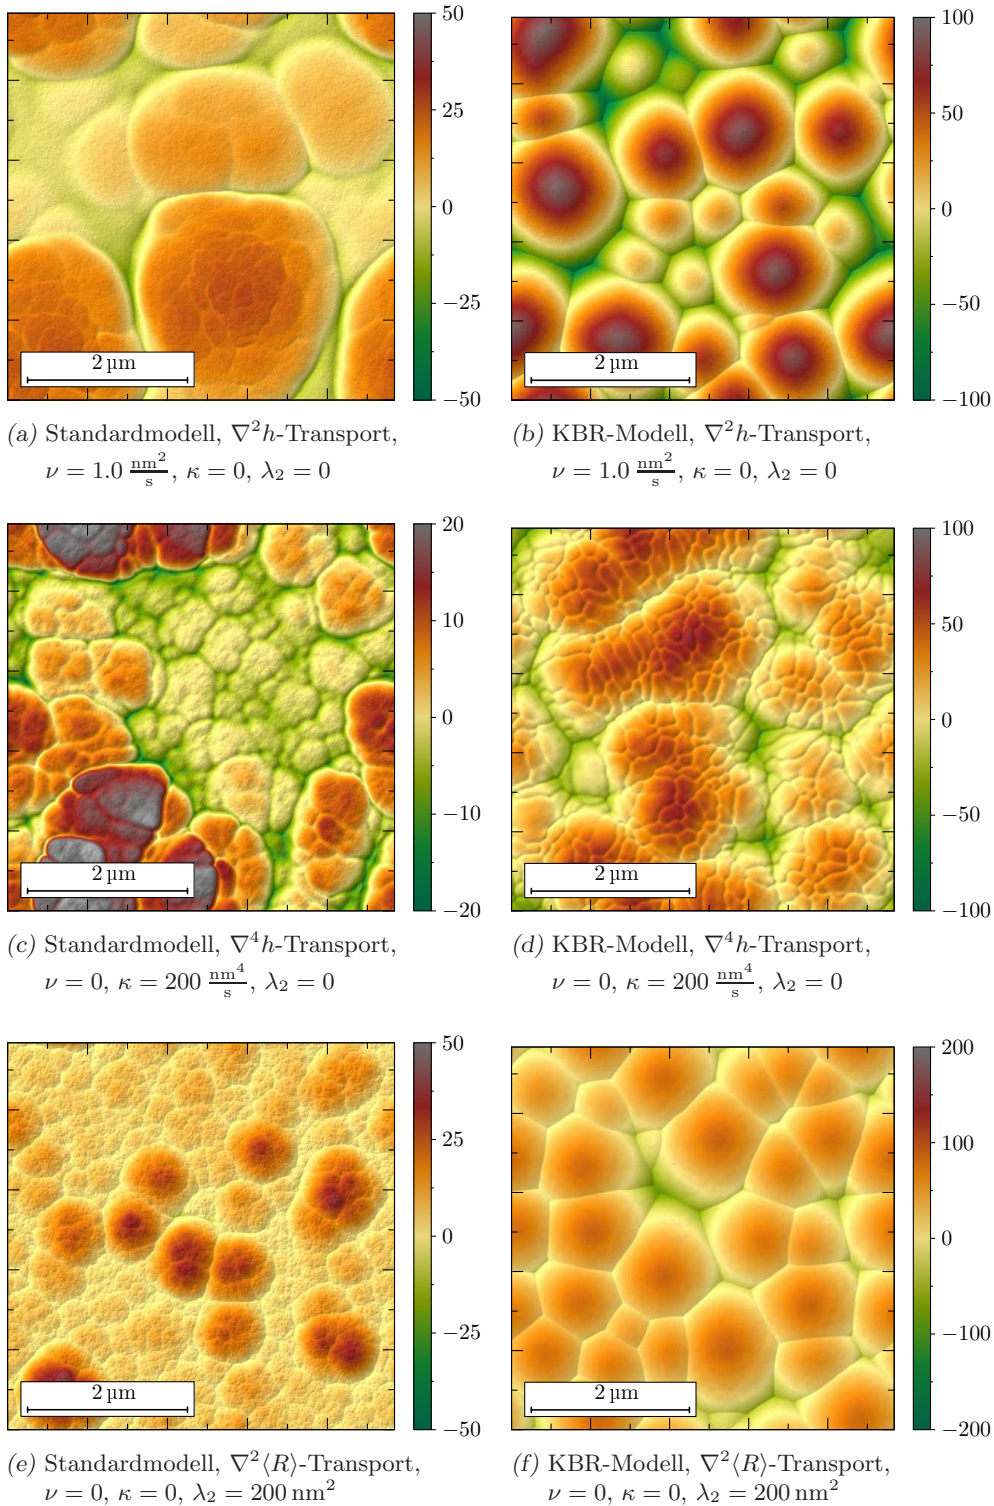 50
25
0
−25
−50
2 µm
100
50
0
−50
−100
2 µm
(a) Standardmodell, ∇²h-Transport,
ν = 1.0 nm²/s, κ = 0, λ₂ = 0
(b) KBR-Modell, ∇²h-Transport,
ν = 1.0 nm²/s, κ = 0, λ₂ = 0
20
10
0
−10
−20
2 µm
100
50
0
−50
−100
2 µm
(c) Standardmodell, ∇⁴h-Transport,
ν = 0, κ = 200 nm⁴/s, λ₂ = 0
(d) KBR-Modell, ∇⁴h-Transport,
ν = 0, κ = 200 nm⁴/s, λ₂ = 0
50
25
0
−25
−50
2 µm
200
100
0
−100
−200
2 µm
(e) Standardmodell, ∇²⟨R⟩-Transport,
ν = 0, κ = 0, λ₂ = 200 nm²
(f) KBR-Modell, ∇²⟨R⟩-Transport,
ν = 0, κ = 0, λ₂ = 200 nm²